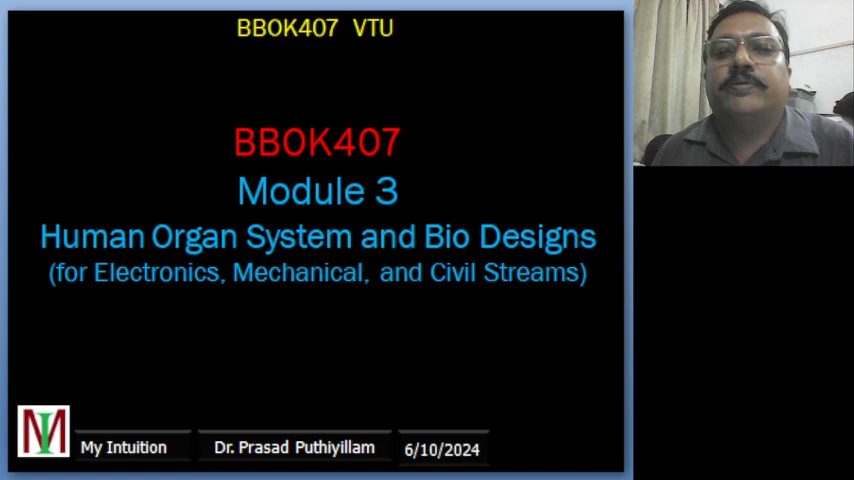 BBOK407 VTU
BBOK407
Module 3
Human Organ System and Bio Designs
(for Electronics, Mechanical, and Civil Streams)
MI
My Intuition
Dr. Prasad Puthiyillam
6/10/2024